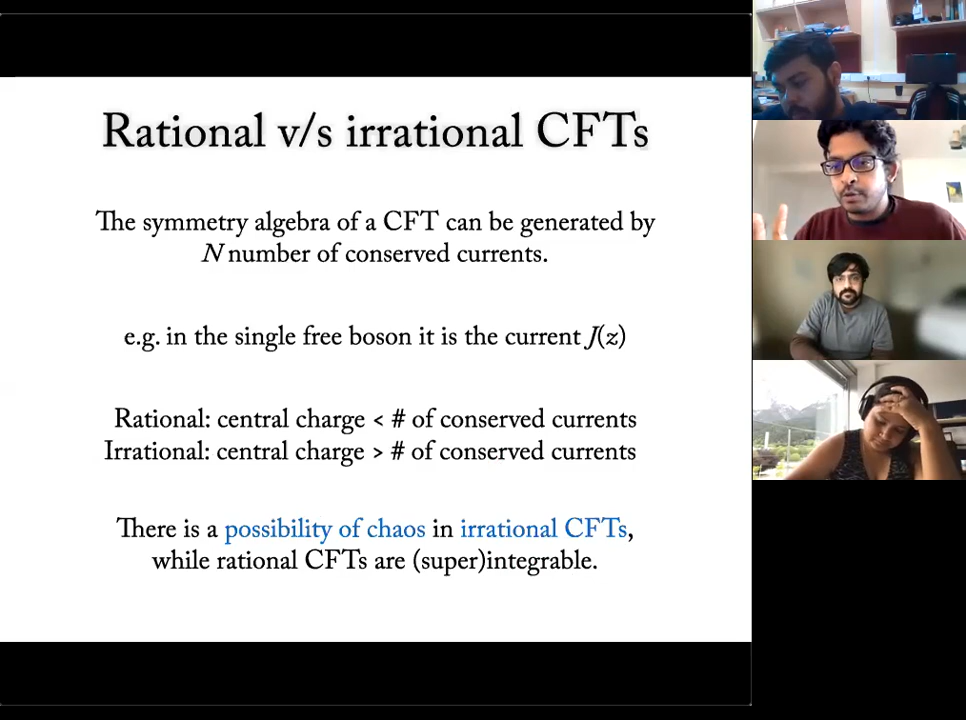 Rational v/s irrational CFTs
The symmetry algebra of a CFT can be generated by
N number of conserved currents.
e.g. in the single free boson it is the current J(z)
Rational: central charge < # of conserved currents
Irrational: central charge > # of conserved currents
There is a possibility of chaos in irrational CFTs,
while rational CFTs are (super)integrable.